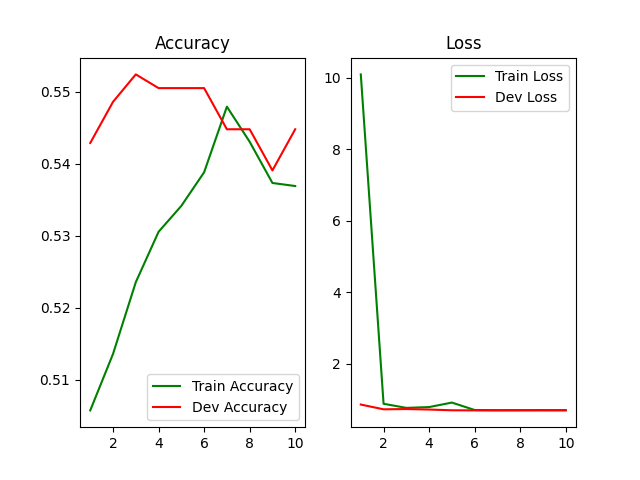 Accuracy
0.55
0.54
0.53
0.52
0.51
2 4 6 8 10
Train Accuracy
Dev Accuracy
Loss
10
8
6
4
2
2 4 6 8 10
Train Loss
Dev Loss